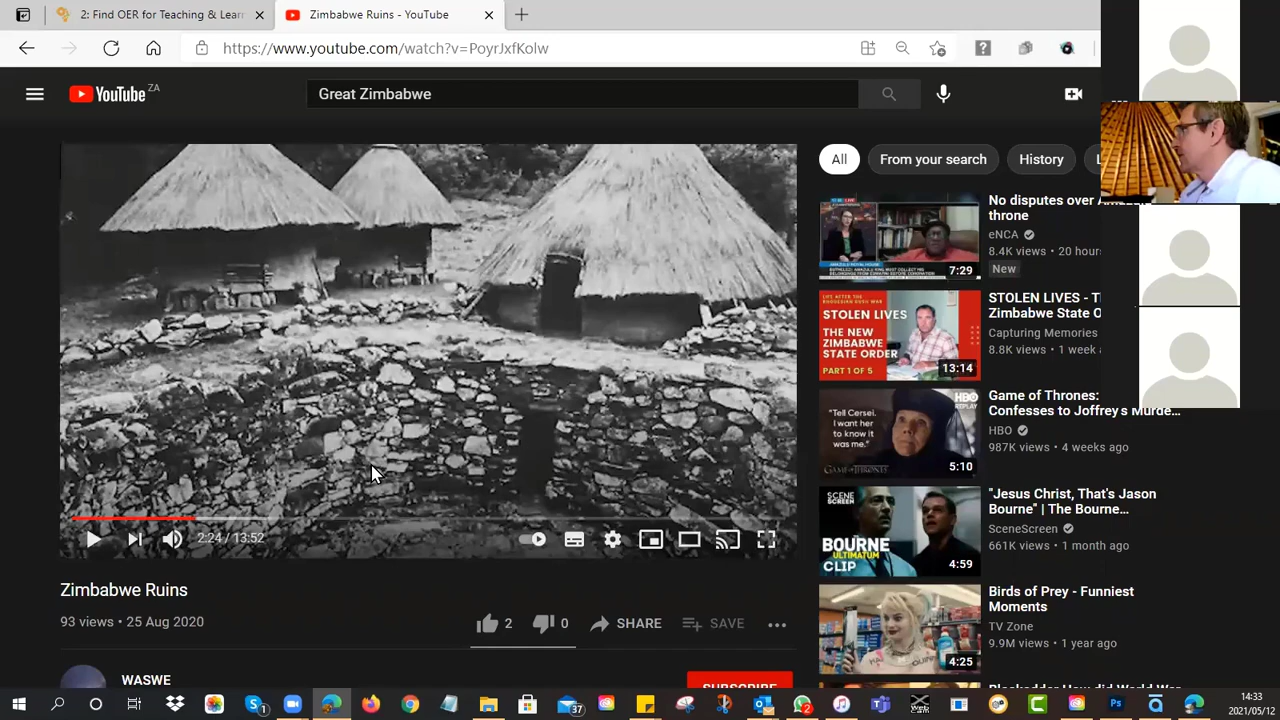 2: Find OER for Teaching & Learn
Zimbabwe Ruins - YouTube
https://www.youtube.com/watch?v=PoyrJxfKolw
YouTube ZA
Great Zimbabwe
All
From your search
History
No disputes over
throne
eNCA
8.4K views • 20 hours
New
7:29
STOLEN LIVES
THE NEW
ZIMBABWE
STATE ORDER
PART 1 OF 5
13:14
STOLEN LIVES - T
Zimbabwe State O
Capturing Memories
8.8K views • 1 week a
"Tell Cersei.
I want her
to know it
was me."
HBO
REPLAY
GAME OF THRONES
5:10
Game of Thrones:
Confesses to Joffrey's Murde...
HBO
987K views • 4 weeks ago
SCENE
SCREEN
BOURNE
ULTIMATUM
CLIP
4:59
"Jesus Christ, That's Jason
Bourne" | The Bourne...
SceneScreen
661K views • 1 month ago
4:25
Birds of Prey - Funniest
Moments
TV Zone
9.9M views • 1 year ago
2:24 / 13:52
Zimbabwe Ruins
93 views • 25 Aug 2020
2
0
SHARE
SAVE
WASWE
SUBSCRIBE
1
37
2
14:33
2021/05/12